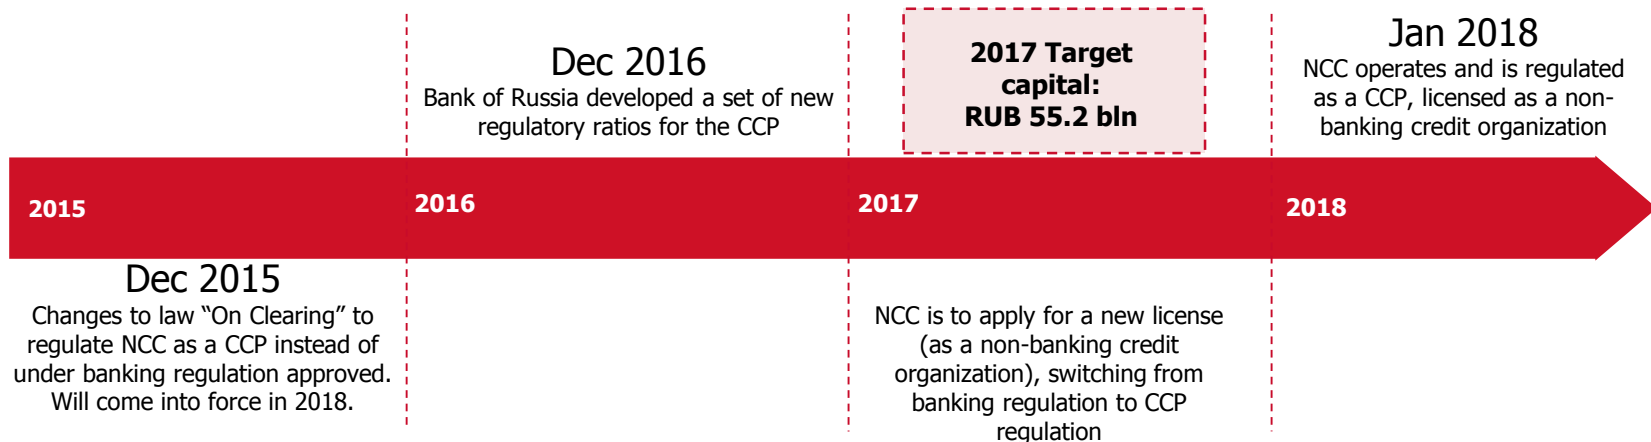 Dec 2016
Bank of Russia developed a set of new
regulatory ratios for the CCP
2017 Target
capital:
RUB 55.2 bln
Jan 2018
NCC operates and is regulated
as a CCP, licensed as a non-
banking credit organization
2015
2016
2017
2018
Dec 2015
Changes to law “On Clearing” to
regulate NCC as a CCP instead of
under banking regulation approved.
Will come into force in 2018.
NCC is to apply for a new license
(as a non-banking credit
organization), switching from
banking regulation to CCP
regulation